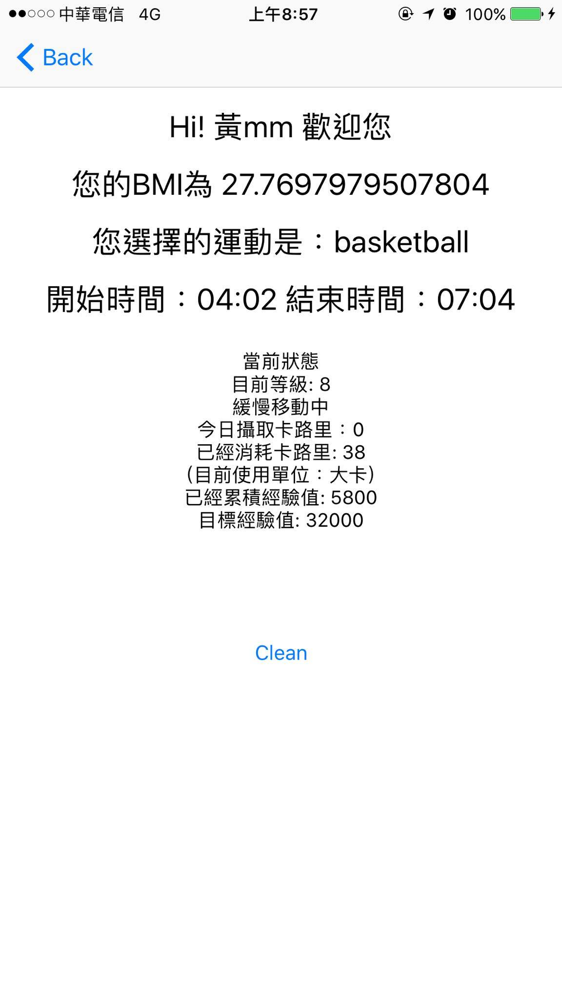 中華電信 4G 上午8:57 100%
Back
Hi! 黃mm 歡迎您
您的BMI為 27.7697979507804
您選擇的運動是：basketball
開始時間：04:02 結束時間：07:04
當前狀態
目前等級: 8
緩慢移動中
今日攝取卡路里：0
已經消耗卡路里: 38
(目前使用單位：大卡)
已經累積經驗值: 5800
目標經驗值: 32000
Clean